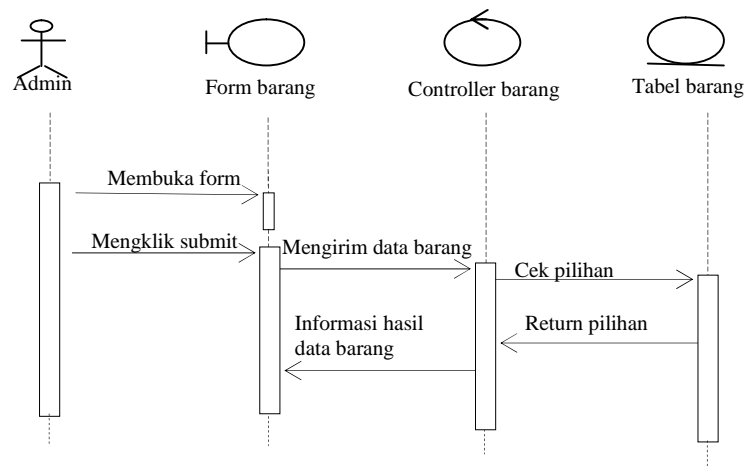 Admin
Form barang
Controller barang
Tabel barang
Membuka form
Mengklik submit
Mengirim data barang
Cek pilihan
Informasi hasil
data barang
Return pilihan